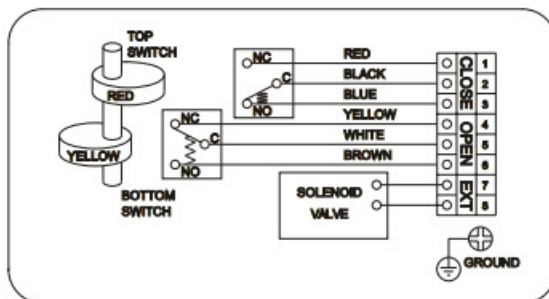 TOP
SWITCH
RED
YELLOW
BOTTOM
SWITCH
NC
C
NO
NC
C
NO
RED
BLACK
BLUE
YELLOW
WHITE
BROWN
SOLENOID
VALVE
CLOSE
OPEN
EXT
1
2
3
4
5
6
7
8
GROUND